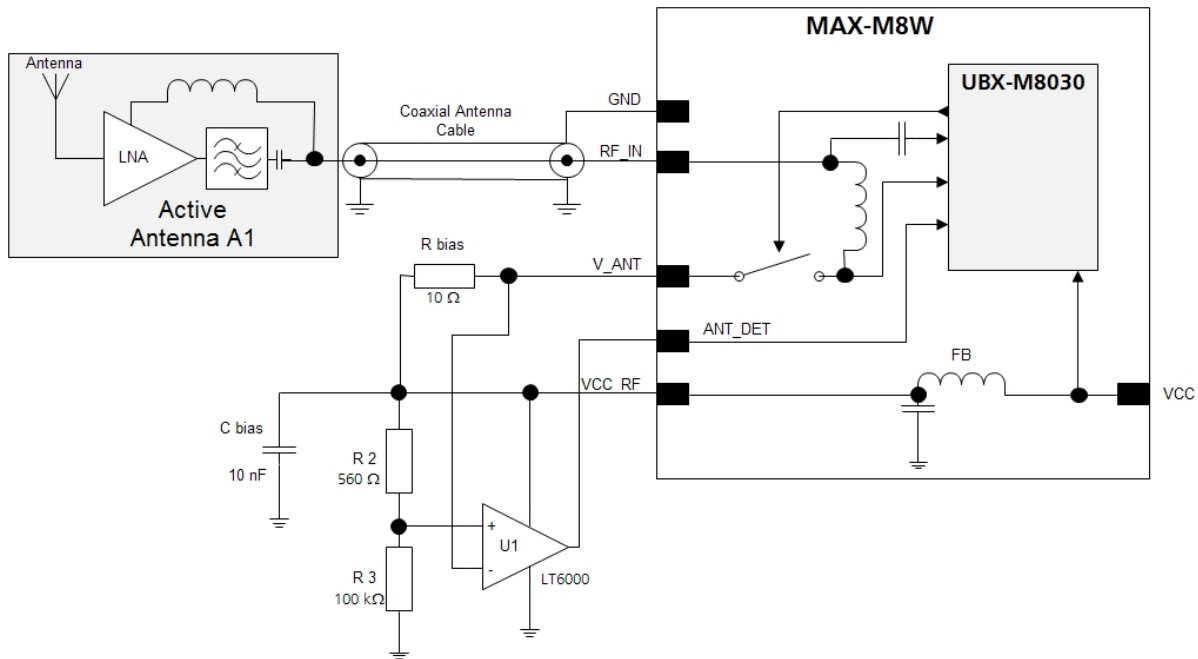 MAX-M8W
Antenna
UBX-M8030
GND
Coaxial Antenna
Cable
LNA
RF_IN
Active
Antenna A1
R bias
V_ANT
10 Ω
ANT_DET
FB
VCC_RF
VCC
C bias
10 nF
R 2
560 Ω
+
U1
-
LT6000
R 3
100 kΩ